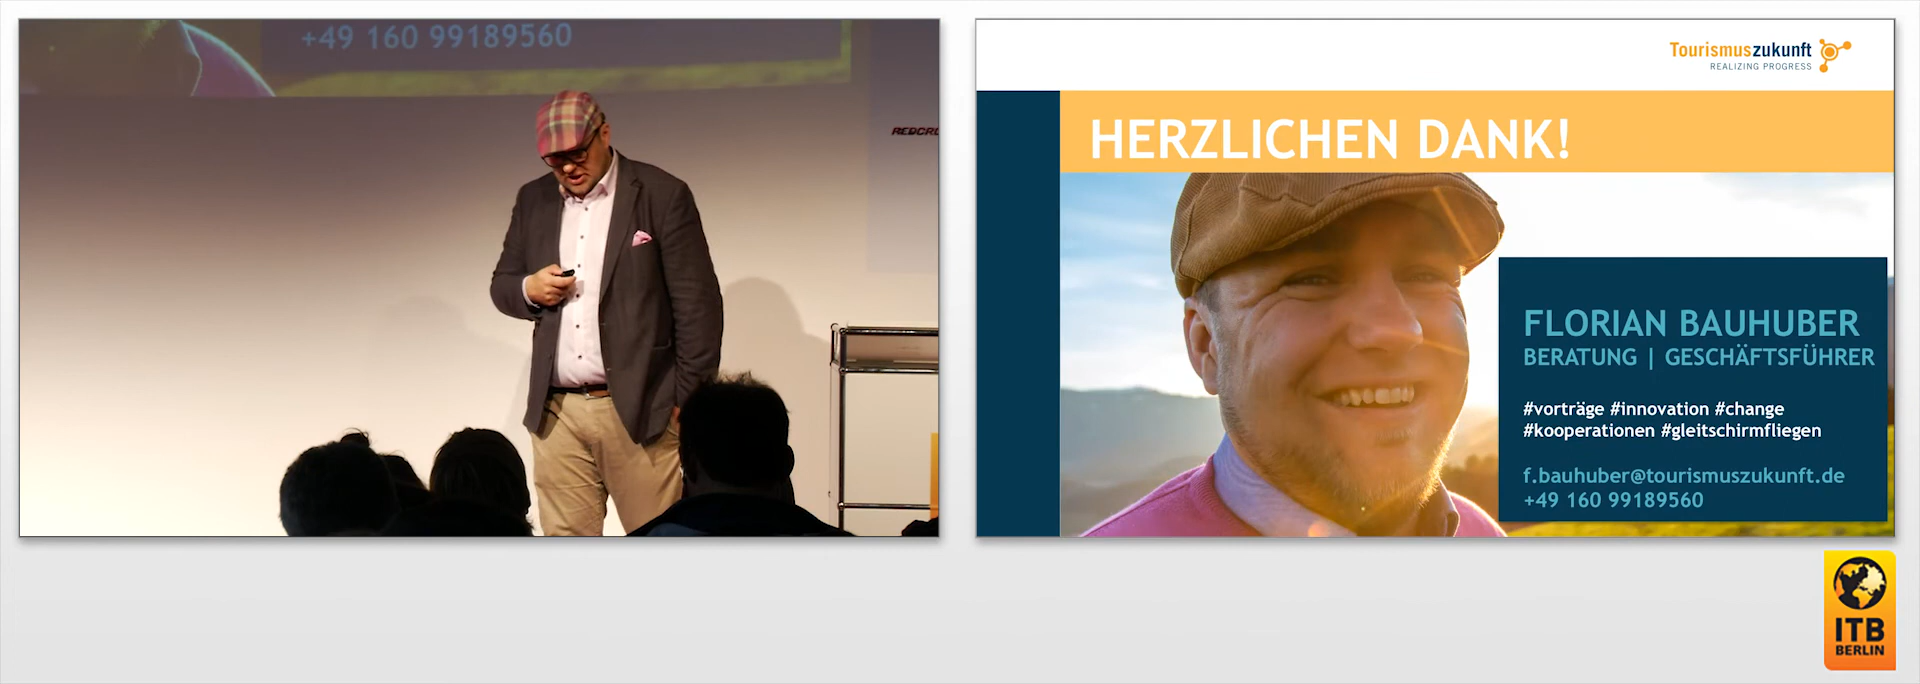 +49 160 99189560
Tourismuszukunft
REALIZING PROGRESS
HERZLICHEN DANK!
FLORIAN BAUHUBER
BERATUNG | GESCHÄFTSFÜHRER
#vorträge #innovation #change
#kooperationen #gleitschirmfliegen
f.bauhuber@tourismuszukunft.de
+49 160 99189560
ITB
BERLIN